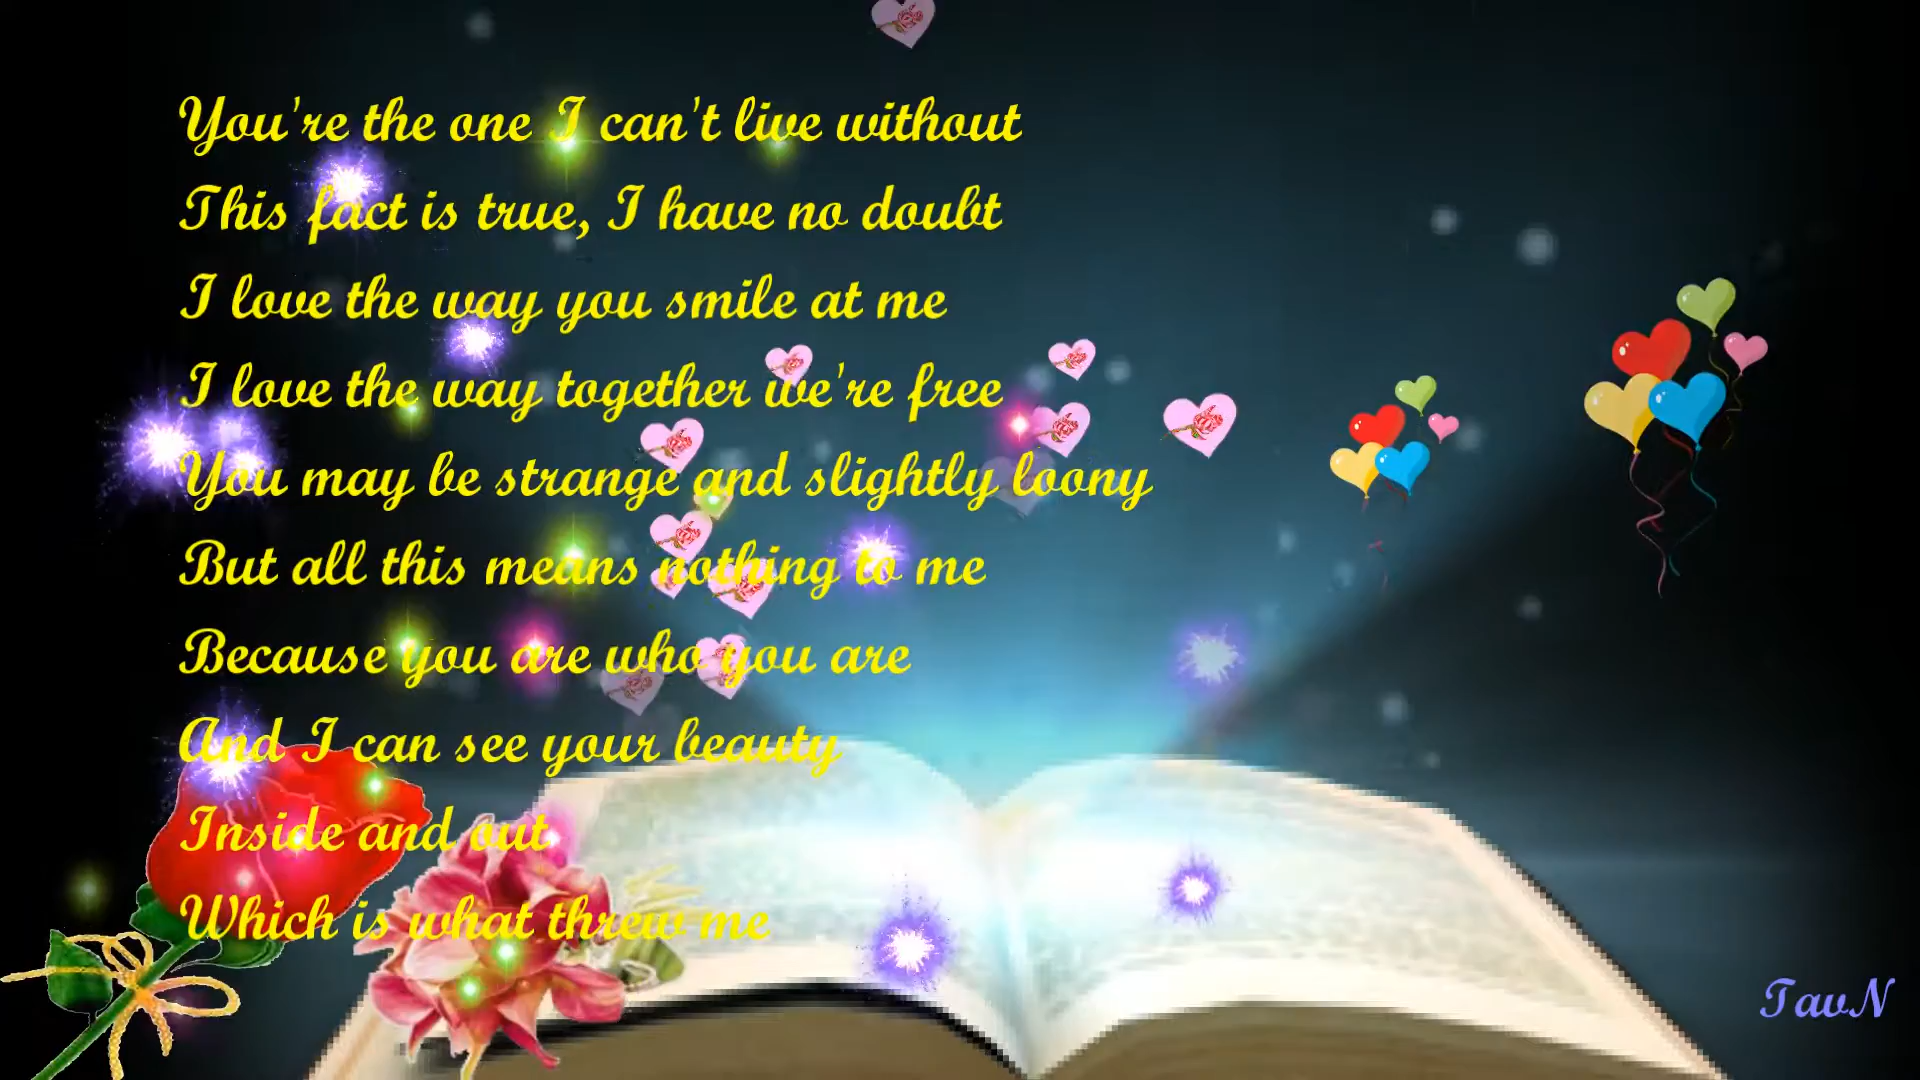 You're the one I can't live without
This fact is true, I have no doubt
I love the way you smile at me
I love the way together we're free
You may be strange and slightly loony
But all this means nothing to me
Because you are who you are
And I can see your beauty
Inside and out
Which is what threw me
TavN